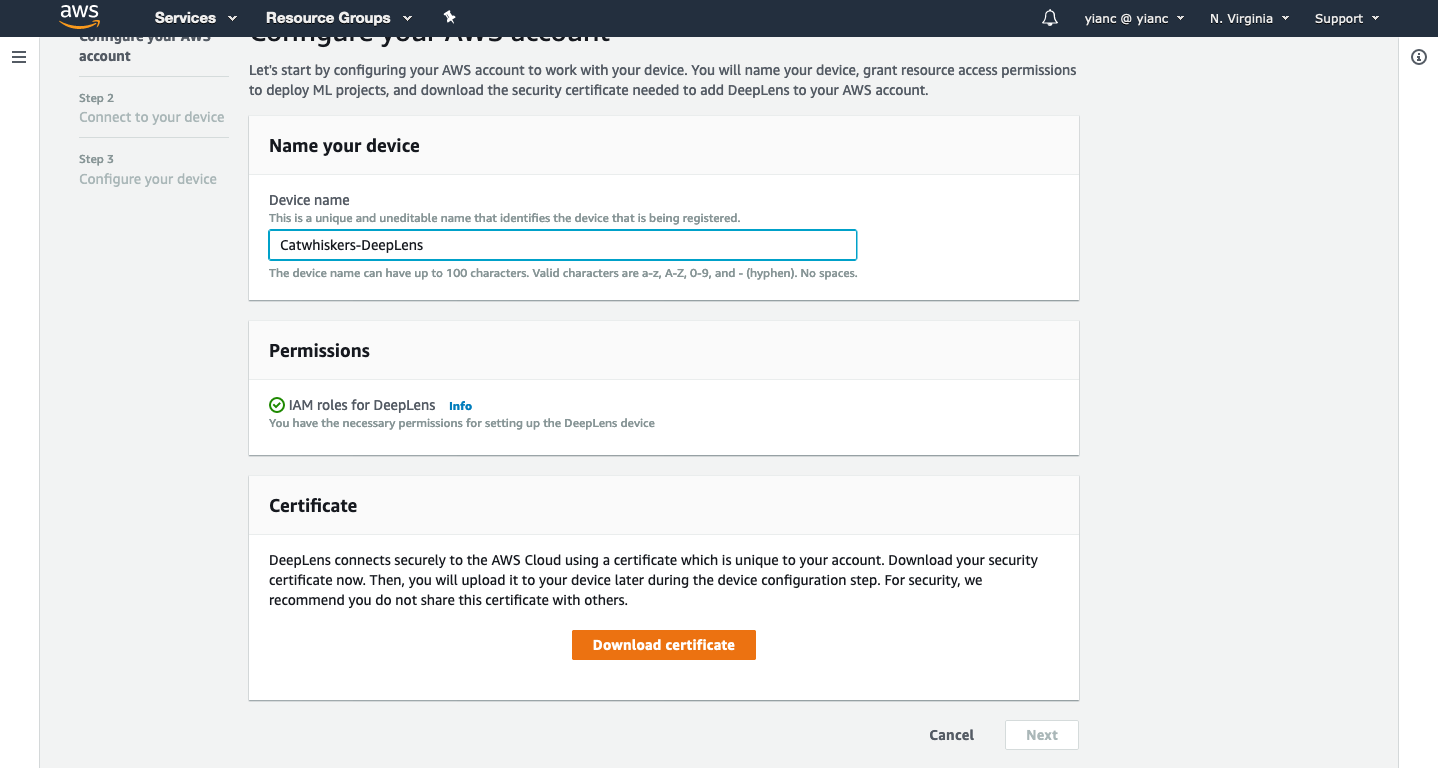 aws
Services
Resource Groups
yianc @ yianc
N. Virginia
Support
Configure your AWS
account
Step 2
Connect to your device
Step 3
Configure your device
Configure your AWS account
Let's start by configuring your AWS account to work with your device. You will name your device, grant resource access permissions
to deploy ML projects, and download the security certificate needed to add DeepLens to your AWS account.
Name your device
Device name
This is a unique and uneditable name that identifies the device that is being registered.
Catwhiskers-DeepLens
The device name can have up to 100 characters. Valid characters are a-z, A-Z, 0-9, and - (hyphen). No spaces.
Permissions
IAM roles for DeepLens Info
You have the necessary permissions for setting up the DeepLens device
Certificate
DeepLens connects securely to the AWS Cloud using a certificate which is unique to your account. Download your security
certificate now. Then, you will upload it to your device later during the device configuration step. For security, we
recommend you do not share this certificate with others.
Download certificate
Cancel
Next